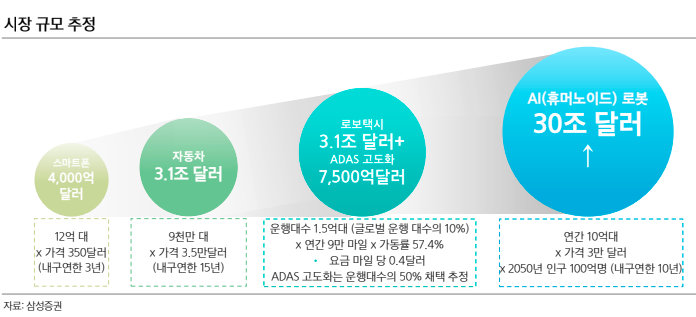 시장 규모 추정
스마트폰
4,000억
달러
자동차
3.1조 달러
로보택시
3.1조 달러+
ADAS 고도화
7,500억달러
AI(휴머노이드) 로봇
30조 달러
↑
12억 대
x 가격 350달러
(내구연한 3년)
9천만 대
x 가격 3.5만달러
(내구연한 15년)
운행대수 1.5억대 (글로벌 운행 대수의 10%)
x 연간 9만 마일 x 가동률 57.4%
• 요금 마일 당 0.4달러
ADAS 고도화는 운행대수의 50% 채택 추정
연간 10억대
x 가격 3만 달러
x 2050년 인구 100억명 (내구연한 10년)
자료: 삼성증권